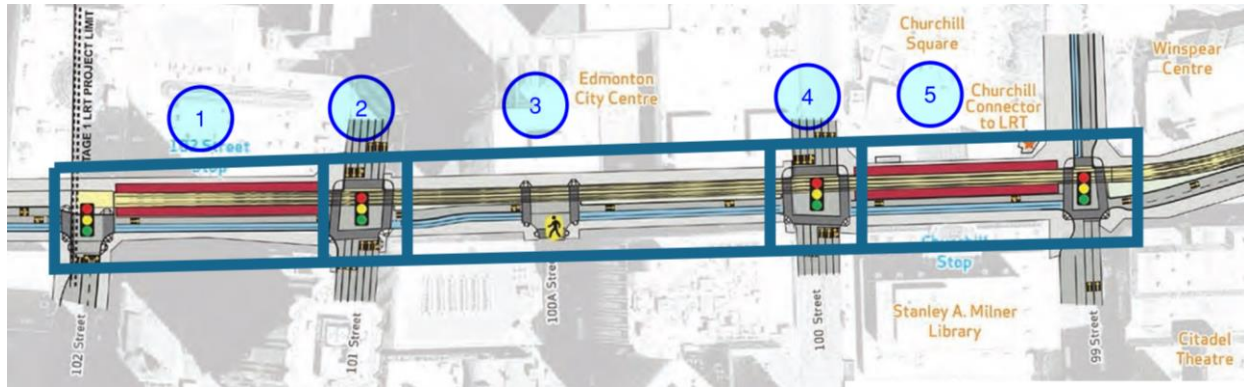 STAGE 1 LRT PROJECT LIMIT
1
2
3
4
5
102 Street
Stop
Edmonton
City Centre
Churchill
Square
Churchill
Connector
to LRT
Winspear
Centre
Churchill
Stop
Stanley A. Milner
Library
Citadel
Theatre
102 Street
101 Street
100A Street
100 Street
99 Street